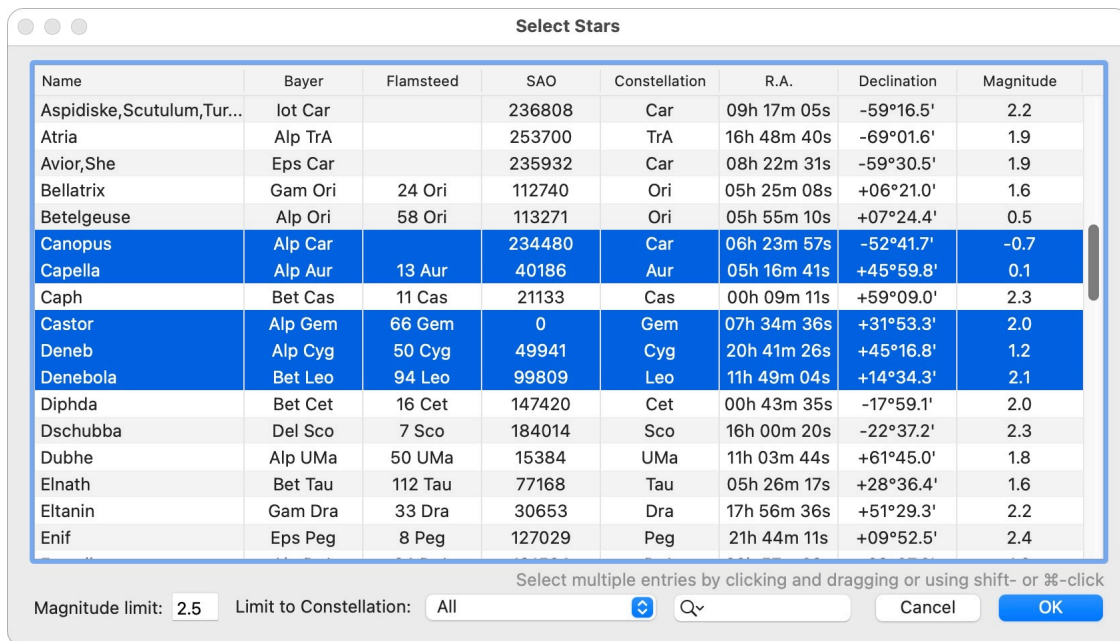 Select Stars
Name Bayer Flamsteed SAO Constellation R.A. Declination Magnitude
Aspidiske,Scutulum,Tur... Iot Car 236808 Car 09h 17m 05s -59°16.5' 2.2
Atria Alp TrA 253700 TrA 16h 48m 40s -69°01.6' 1.9
Avior,She Eps Car 235932 Car 08h 22m 31s -59°30.5' 1.9
Bellatrix Gam Ori 24 Ori 112740 Ori 05h 25m 08s +06°21.0' 1.6
Betelgeuse Alp Ori 58 Ori 113271 Ori 05h 55m 10s +07°24.4' 0.5
Canopus Alp Car 234480 Car 06h 23m 57s -52°41.7' -0.7
Capella Alp Aur 13 Aur 40186 Aur 05h 16m 41s +45°59.8' 0.1
Caph Bet Cas 11 Cas 21133 Cas 00h 09m 11s +59°09.0' 2.3
Castor Alp Gem 66 Gem 0 Gem 07h 34m 36s +31°53.3' 2.0
Deneb Alp Cyg 50 Cyg 49941 Cyg 20h 41m 26s +45°16.8' 1.2
Denebola Bet Leo 94 Leo 99809 Leo 11h 49m 04s +14°34.3' 2.1
Diphda Bet Cet 16 Cet 147420 Cet 00h 43m 35s -17°59.1' 2.0
Dschubba Del Sco 7 Sco 184014 Sco 16h 00m 20s -22°37.2' 2.3
Dubhe Alp UMa 50 UMa 15384 UMa 11h 03m 44s +61°45.0' 1.8
Elnath Bet Tau 112 Tau 77168 Tau 05h 26m 17s +28°36.4' 1.6
Eltanin Gam Dra 33 Dra 30653 Dra 17h 56m 36s +51°29.3' 2.2
Enif Eps Peg 8 Peg 127029 Peg 21h 44m 11s +09°52.5' 2.4
Select multiple entries by clicking and dragging or using shift- or ⌘-click
Magnitude limit: 2.5 Limit to Constellation: All Cancel OK